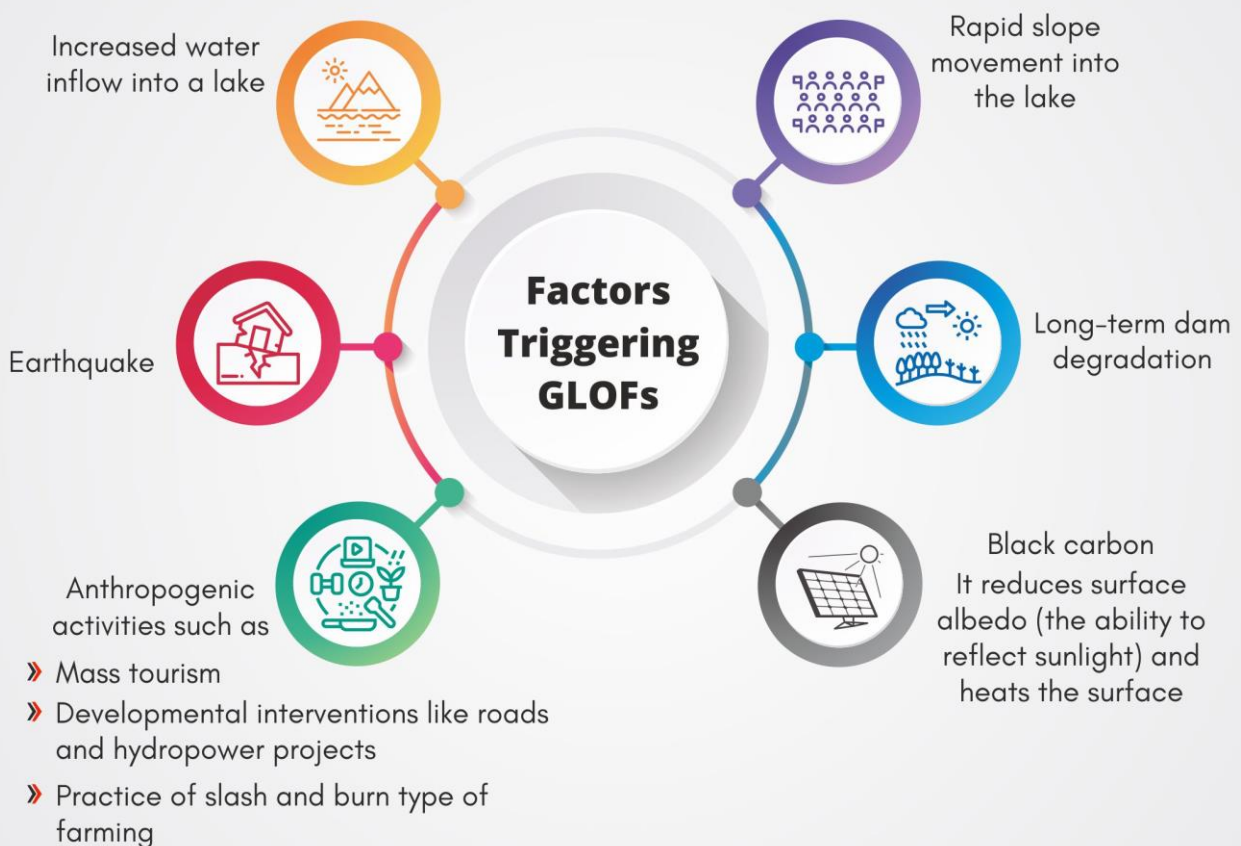 Increased water
inflow into a lake
Rapid slope
movement into
the lake
Factors
Triggering
GLOFs
Earthquake
Long-term dam
degradation
Anthropogenic
activities such as
» Mass tourism
» Developmental interventions like roads
and hydropower projects
» Practice of slash and burn type of
farming
Black carbon
It reduces surface
albedo (the ability to
reflect sunlight) and
heats the surface